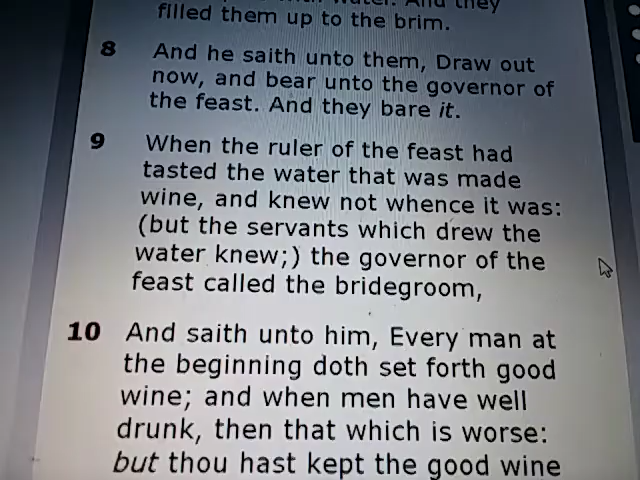 And they
filled them up to the brim.
8 And he saith unto them, Draw out
now, and bear unto the governor of
the feast. And they bare it.
9 When the ruler of the feast had
tasted the water that was made
wine, and knew not whence it was:
(but the servants which drew the
water knew;) the governor of the
feast called the bridegroom,
10 And saith unto him, Every man at
the beginning doth set forth good
wine; and when men have well
drunk, then that which is worse:
but thou hast kept the good wine